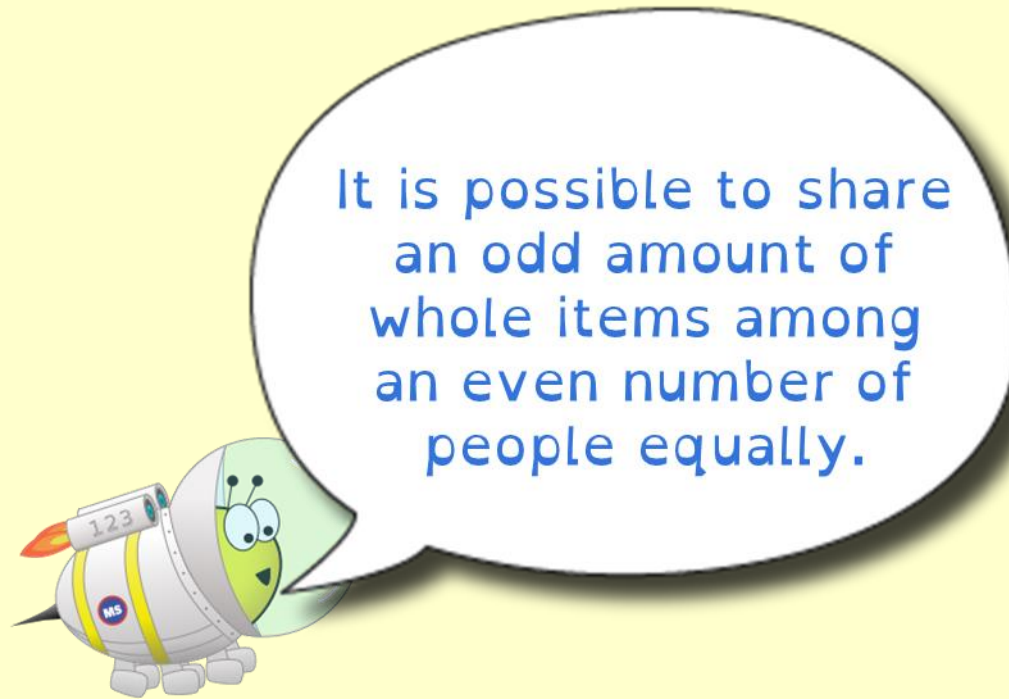 It is possible to share
an odd amount of
whole items among
an even number of
people equally.
123
MS